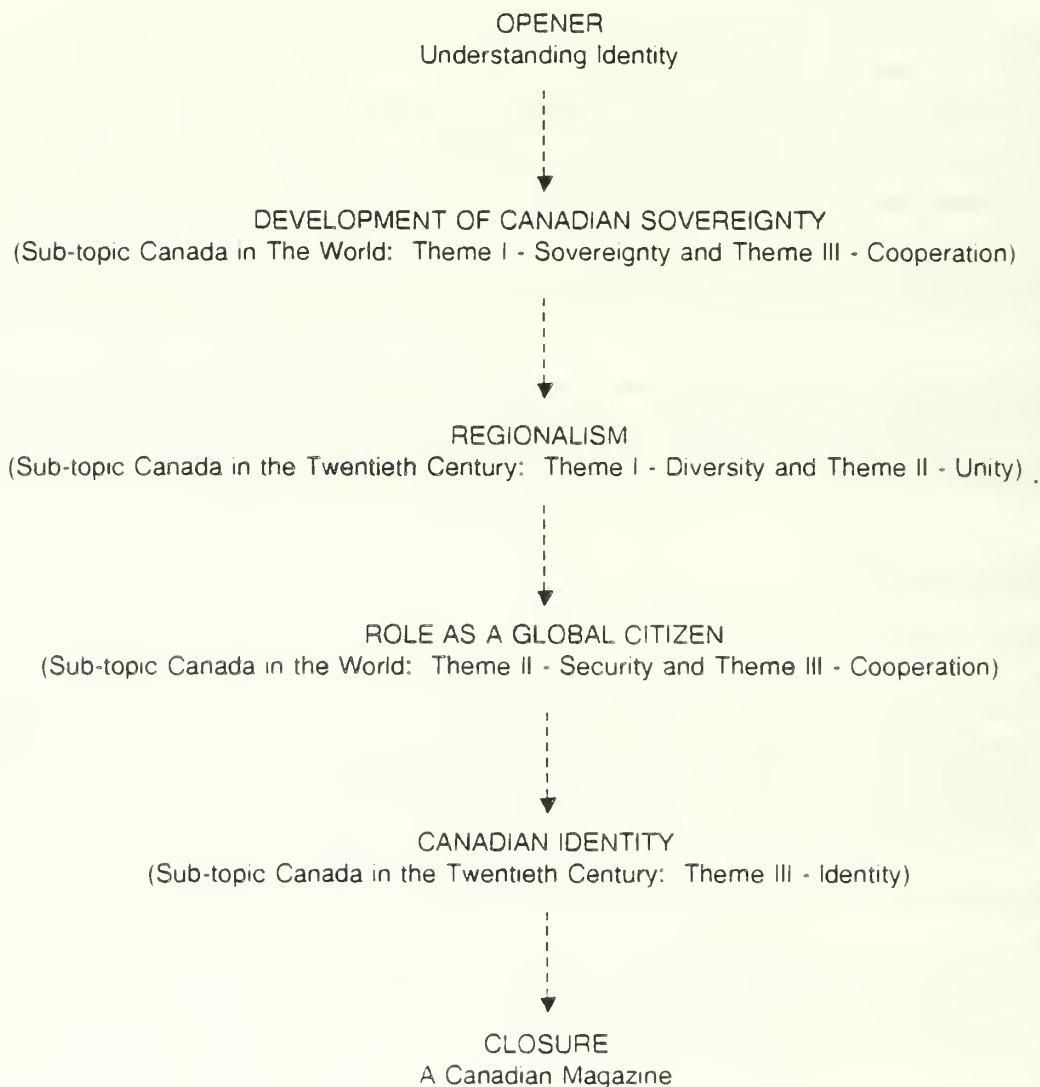 OPENER
Understanding Identity
DEVELOPMENT OF CANADIAN SOVEREIGNTY
(Sub-topic Canada in The World: Theme I - Sovereignty and Theme III - Cooperation)
REGIONALISM
(Sub-topic Canada in the Twentieth Century: Theme I - Diversity and Theme II - Unity) .
ROLE AS A GLOBAL CITIZEN
(Sub-topic Canada in the World: Theme II - Security and Theme III - Cooperation)
CANADIAN IDENTITY
(Sub-topic Canada in the Twentieth Century: Theme III - Identity)
CLOSURE
A Canadian Magazine